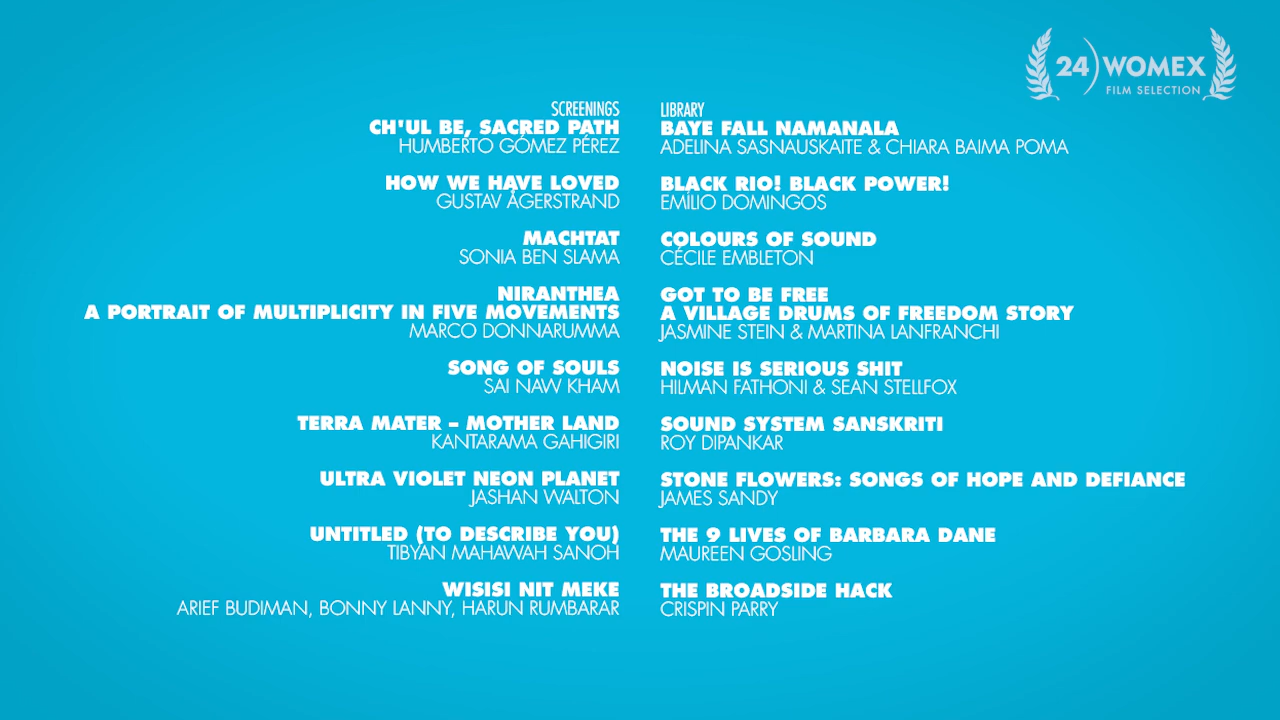 24) WOMEX
FILM SELECTION
SCREENINGS
CH'UL BE, SACRED PATH
HUMBERTO GÓMEZ PÉREZ
HOW WE HAVE LOVED
GUSTAV ÅGERSTRAND
MACHTAT
SONIA BEN SLAMA
NIRANTHEA
A PORTRAIT OF MULTIPLICITY IN FIVE MOVEMENTS
MARCO DONNARUMMA
SONG OF SOULS
SAI NAW KHAM
TERRA MATER – MOTHER LAND
KANTARAMA GAHIGIRI
ULTRA VIOLET NEON PLANET
JASHAN WALTON
UNTITLED (TO DESCRIBE YOU)
TIBYAN MAHAWAH SANOH
WISISI NIT MEKE
ARIEF BUDIMAN, BONNY LANNY, HARUN RUMBARAR
LIBRARY
BAYE FALL NAMANALA
ADELINA SASNAUSKAITE & CHIARA BAIMA POMA
BLACK RIO! BLACK POWER!
EMÍLIO DOMINGOS
COLOURS OF SOUND
CÉCILE EMBLETON
GOT TO BE FREE
A VILLAGE DRUMS OF FREEDOM STORY
JASMINE STEIN & MARTINA LANFRANCHI
NOISE IS SERIOUS SHIT
HILMAN FATHONI & SEAN STELLFOX
SOUND SYSTEM SANSKRITI
ROY DIPANKAR
STONE FLOWERS: SONGS OF HOPE AND DEFIANCE
JAMES SANDY
THE 9 LIVES OF BARBARA DANE
MAUREEN GOSLING
THE BROADSIDE HACK
CRISPIN PARRY